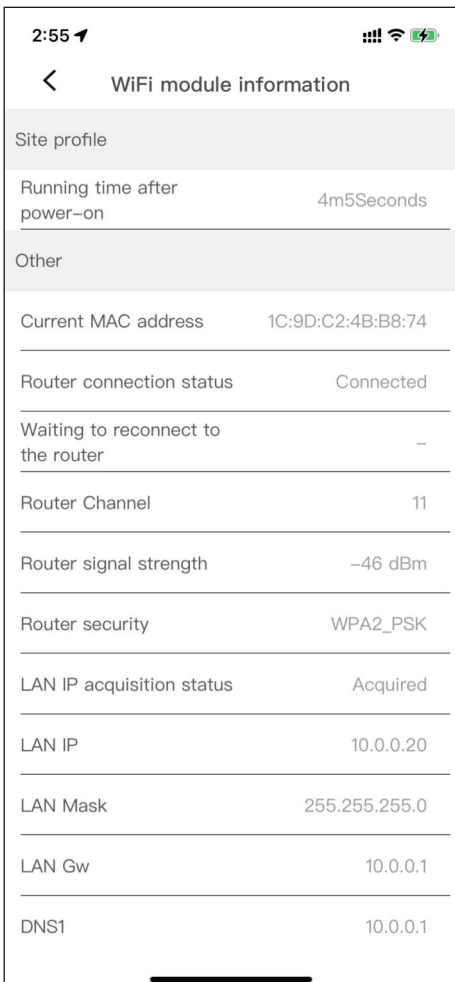 2:55
WiFi module information
Site profile
Running time after
power-on
4m5Seconds
Other
Current MAC address 1C:9D:C2:4B:B8:74
Router connection status Connected
Waiting to reconnect to
the router
-
Router Channel 11
Router signal strength -46 dBm
Router security WPA2_PSK
LAN IP acquisition status Acquired
LAN IP 10.0.0.20
LAN Mask 255.255.255.0
LAN Gw 10.0.0.1
DNS1 10.0.0.1